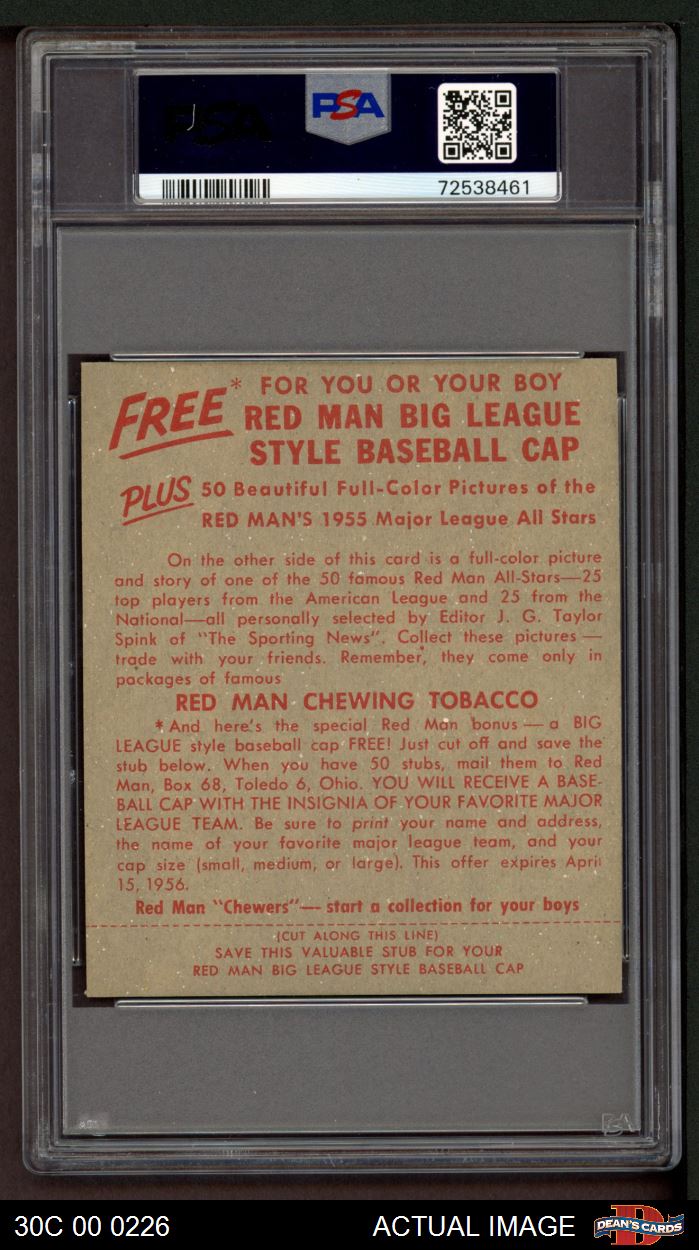 PSA
PSA
72538461
FREE* FOR YOU OR YOUR BOY
RED MAN BIG LEAGUE
STYLE BASEBALL CAP
PLUS 50 Beautiful Full-Color Pictures of the
RED MAN'S 1955 Major League All Stars
On the other side of this card is a full-color picture
and story of one of the 50 famous Red Man All-Stars—25
top players from the American League and 25 from the
National—all personally selected by Editor J. G. Taylor
Spink of "The Sporting News". Collect these pictures —
trade with your friends. Remember, they come only in
packages of famous
RED MAN CHEWING TOBACCO
*And here's the special Red Man bonus — a BIG
LEAGUE style baseball cap FREE! Just cut off and save the
stub below. When you have 50 stubs, mail them to Red
Man, Box 68, Toledo 6, Ohio. YOU WILL RECEIVE A BASE-
BALL CAP WITH THE INSIGNIA OF YOUR FAVORITE MAJOR
LEAGUE TEAM. Be sure to print your name and address,
the name of your favorite major league team, and your
cap size (small, medium, or large). This offer expires April
15, 1956.
Red Man "Chewers"— start a collection for your boys
(CUT ALONG THIS LINE)
SAVE THIS VALUABLE STUB FOR YOUR
RED MAN BIG LEAGUE STYLE BASEBALL CAP
PSA
30C 00 0226 ACTUAL IMAGE DEAN'S CARDS